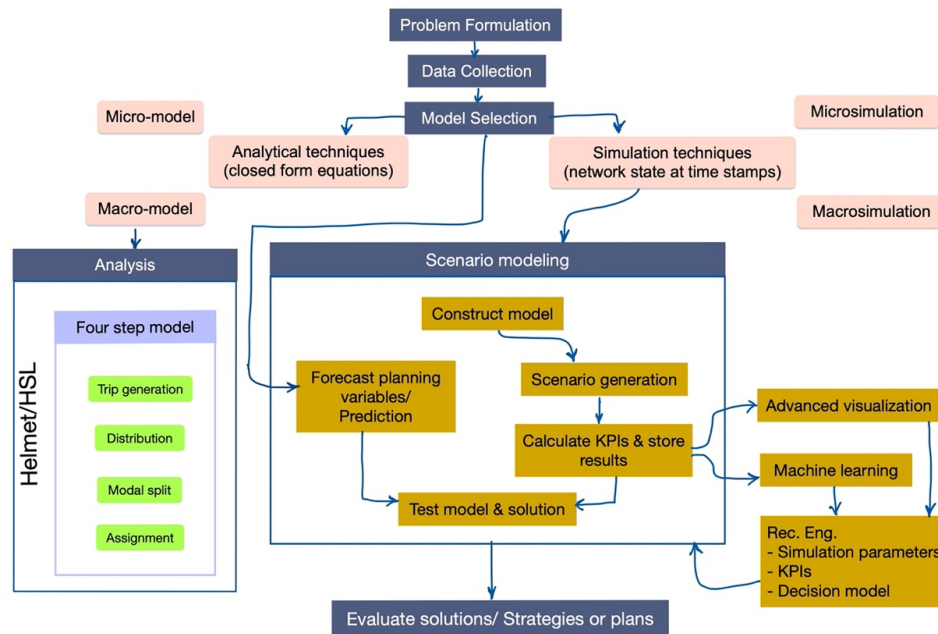 Problem Formulation
Data Collection
Model Selection
Micro-model
Microsimulation
Analytical techniques
(closed form equations)
Simulation techniques
(network state at time stamps)
Macro-model
Macrosimulation
Analysis
Scenario modeling
Helmet/HSL
Four step model
Trip generation
Distribution
Modal split
Assignment
Construct model
Forecast planning
variables/
Prediction
Scenario generation
Calculate KPIs & store
results
Test model & solution
Advanced visualization
Machine learning
Rec. Eng.
- Simulation parameters
- KPIs
- Decision model
Evaluate solutions/ Strategies or plans